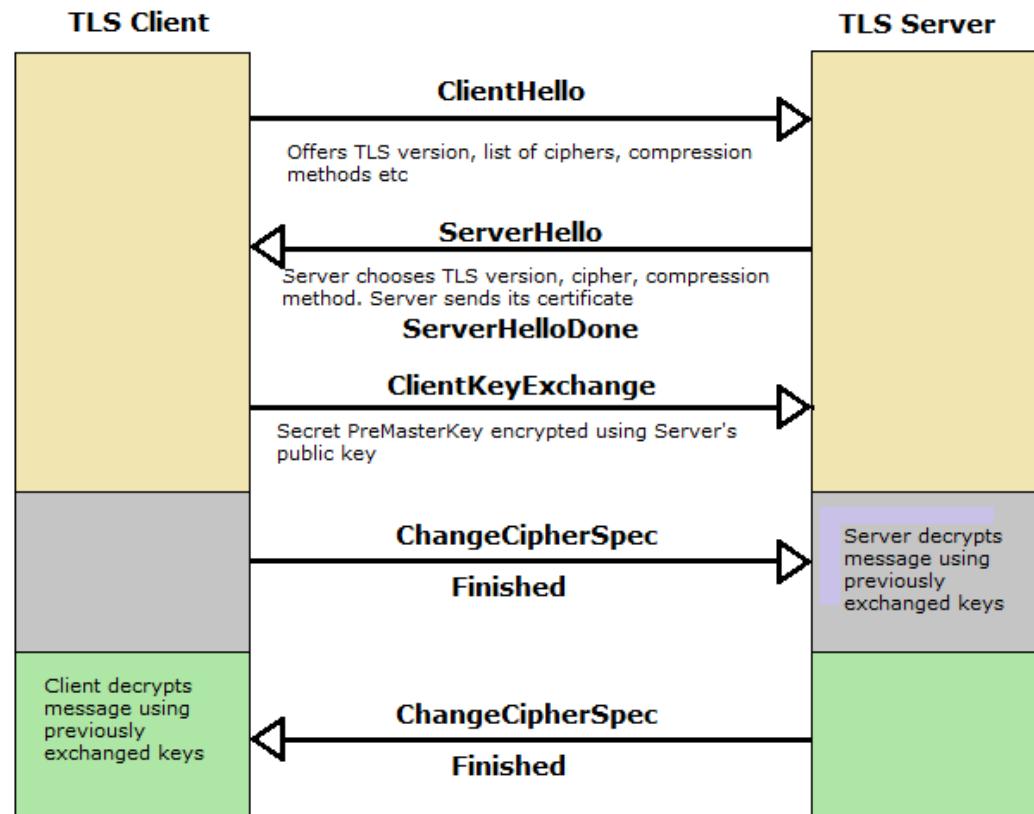 TLS Client
TLS Server
ClientHello
Offers TLS version, list of ciphers, compression
methods etc
ServerHello
Server chooses TLS version, cipher, compression
method. Server sends its certificate
ServerHelloDone
ClientKeyExchange
Secret PreMasterKey encrypted using Server's
public key
ChangeCipherSpec
Finished
Server decrypts
message using
previously
exchanged keys
Client decrypts
message using
previously
exchanged keys
ChangeCipherSpec
Finished